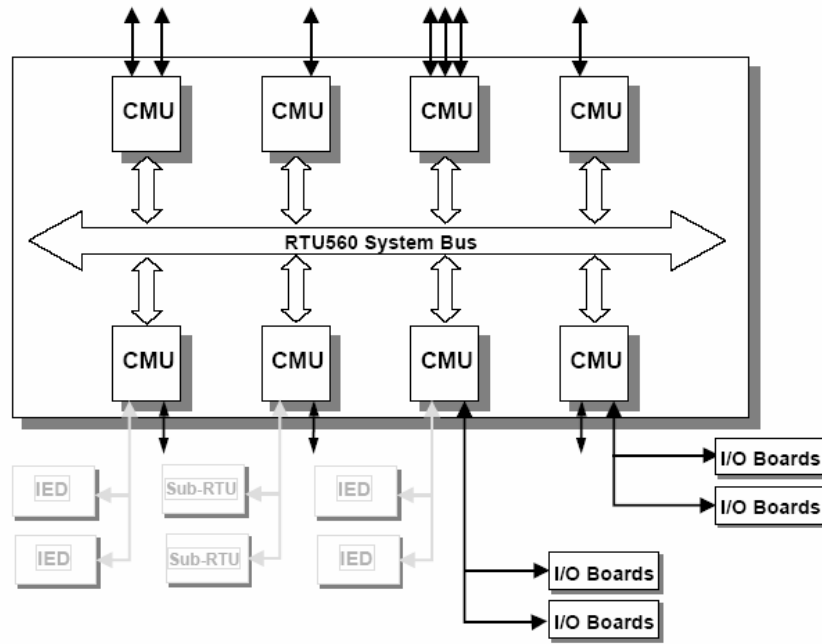 CMU
CMU
CMU
CMU
RTU560 System Bus
CMU
CMU
CMU
CMU
I/O Boards
IED
Sub-RTU
IED
I/O Boards
IED
Sub-RTU
IED
I/O Boards
I/O Boards